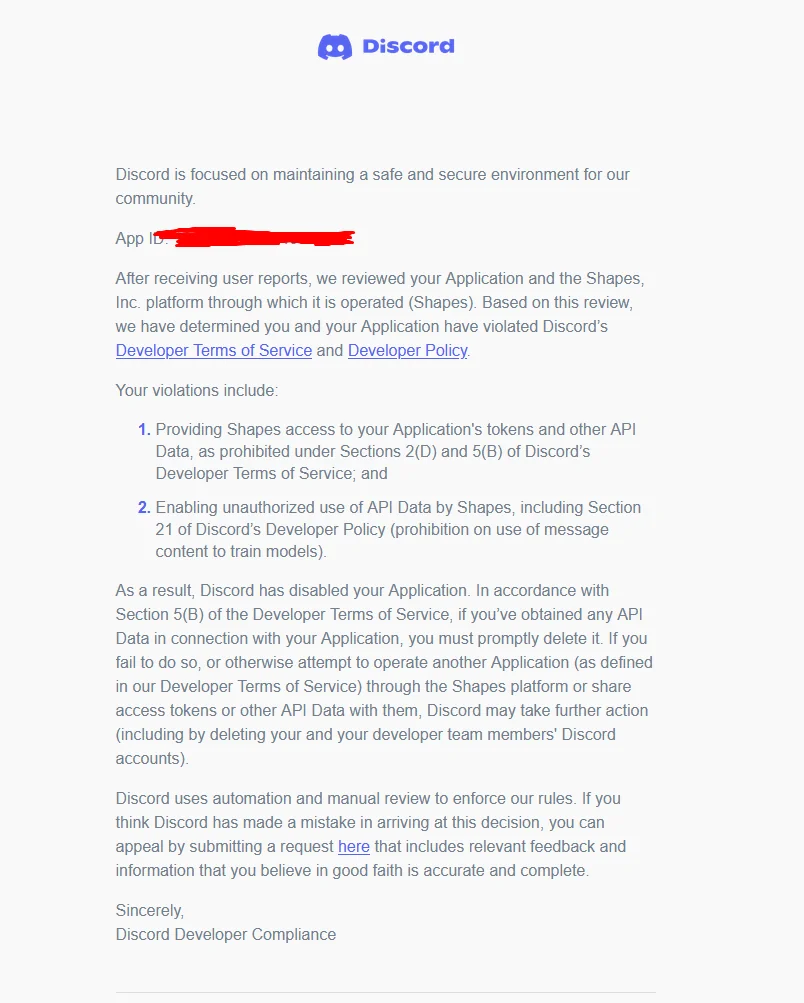 Discord
Discord is focused on maintaining a safe and secure environment for our
community.
App ID:
After receiving user reports, we reviewed your Application and the Shapes,
Inc. platform through which it is operated (Shapes). Based on this review,
we have determined you and your Application have violated Discord’s
Developer Terms of Service and Developer Policy.
Your violations include:
1. Providing Shapes access to your Application's tokens and other API
Data, as prohibited under Sections 2(D) and 5(B) of Discord’s
Developer Terms of Service; and
2. Enabling unauthorized use of API Data by Shapes, including Section
21 of Discord’s Developer Policy (prohibition on use of message
content to train models).
As a result, Discord has disabled your Application. In accordance with
Section 5(B) of the Developer Terms of Service, if you’ve obtained any API
Data in connection with your Application, you must promptly delete it. If you
fail to do so, or otherwise attempt to operate another Application (as defined
in our Developer Terms of Service) through the Shapes platform or share
access tokens or other API Data with them, Discord may take further action
(including by deleting your and your developer team members' Discord
accounts).
Discord uses automation and manual review to enforce our rules. If you
think Discord has made a mistake in arriving at this decision, you can
appeal by submitting a request here that includes relevant feedback and
information that you believe in good faith is accurate and complete.
Sincerely,
Discord Developer Compliance